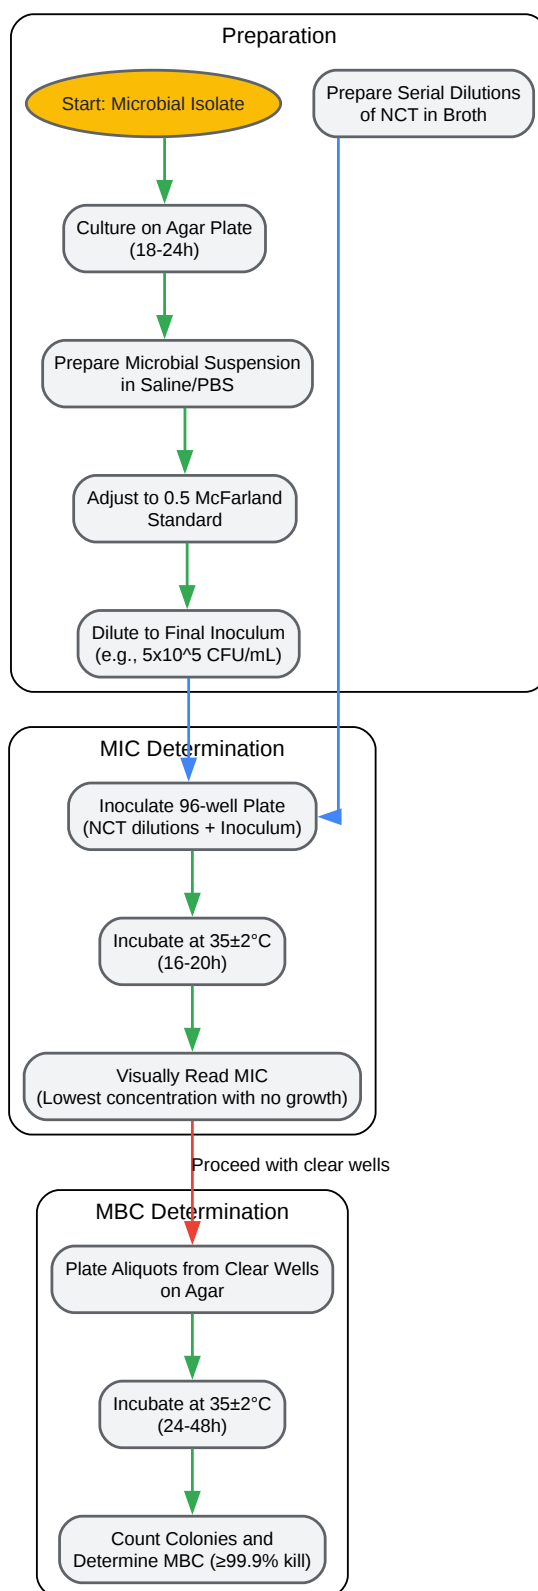 Preparation
Start: Microbial Isolate
Prepare Serial Dilutions
of NCT in Broth
Culture on Agar Plate
(18-24h)
Prepare Microbial Suspension
in Saline/PBS
Adjust to 0.5 McFarland
Standard
Dilute to Final Inoculum
(e.g., 5x10^5 CFU/mL)
MIC Determination
Inoculate 96-well Plate
(NCT dilutions + Inoculum)
Incubate at 35±2°C
(16-20h)
Visually Read MIC
(Lowest concentration with no growth)
Proceed with clear wells
MBC Determination
Plate Aliquots from Clear Wells
on Agar
Incubate at 35±2°C
(24-48h)
Count Colonies and
Determine MBC (≥99.9% kill)